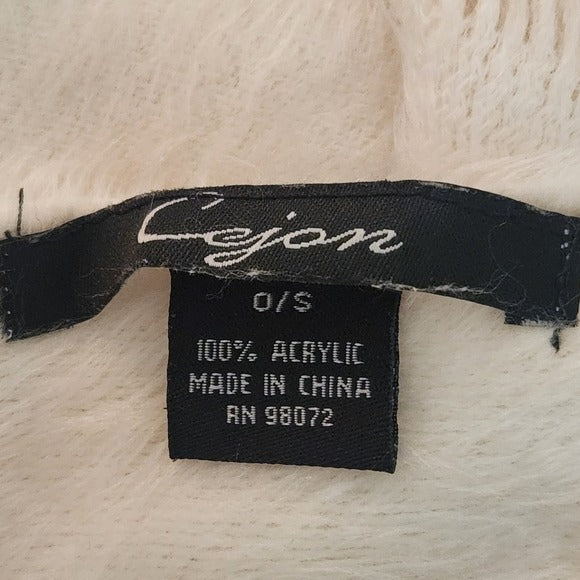 Cejon
O/S
100% ACRYLIC
MADE IN CHINA
RN 98072